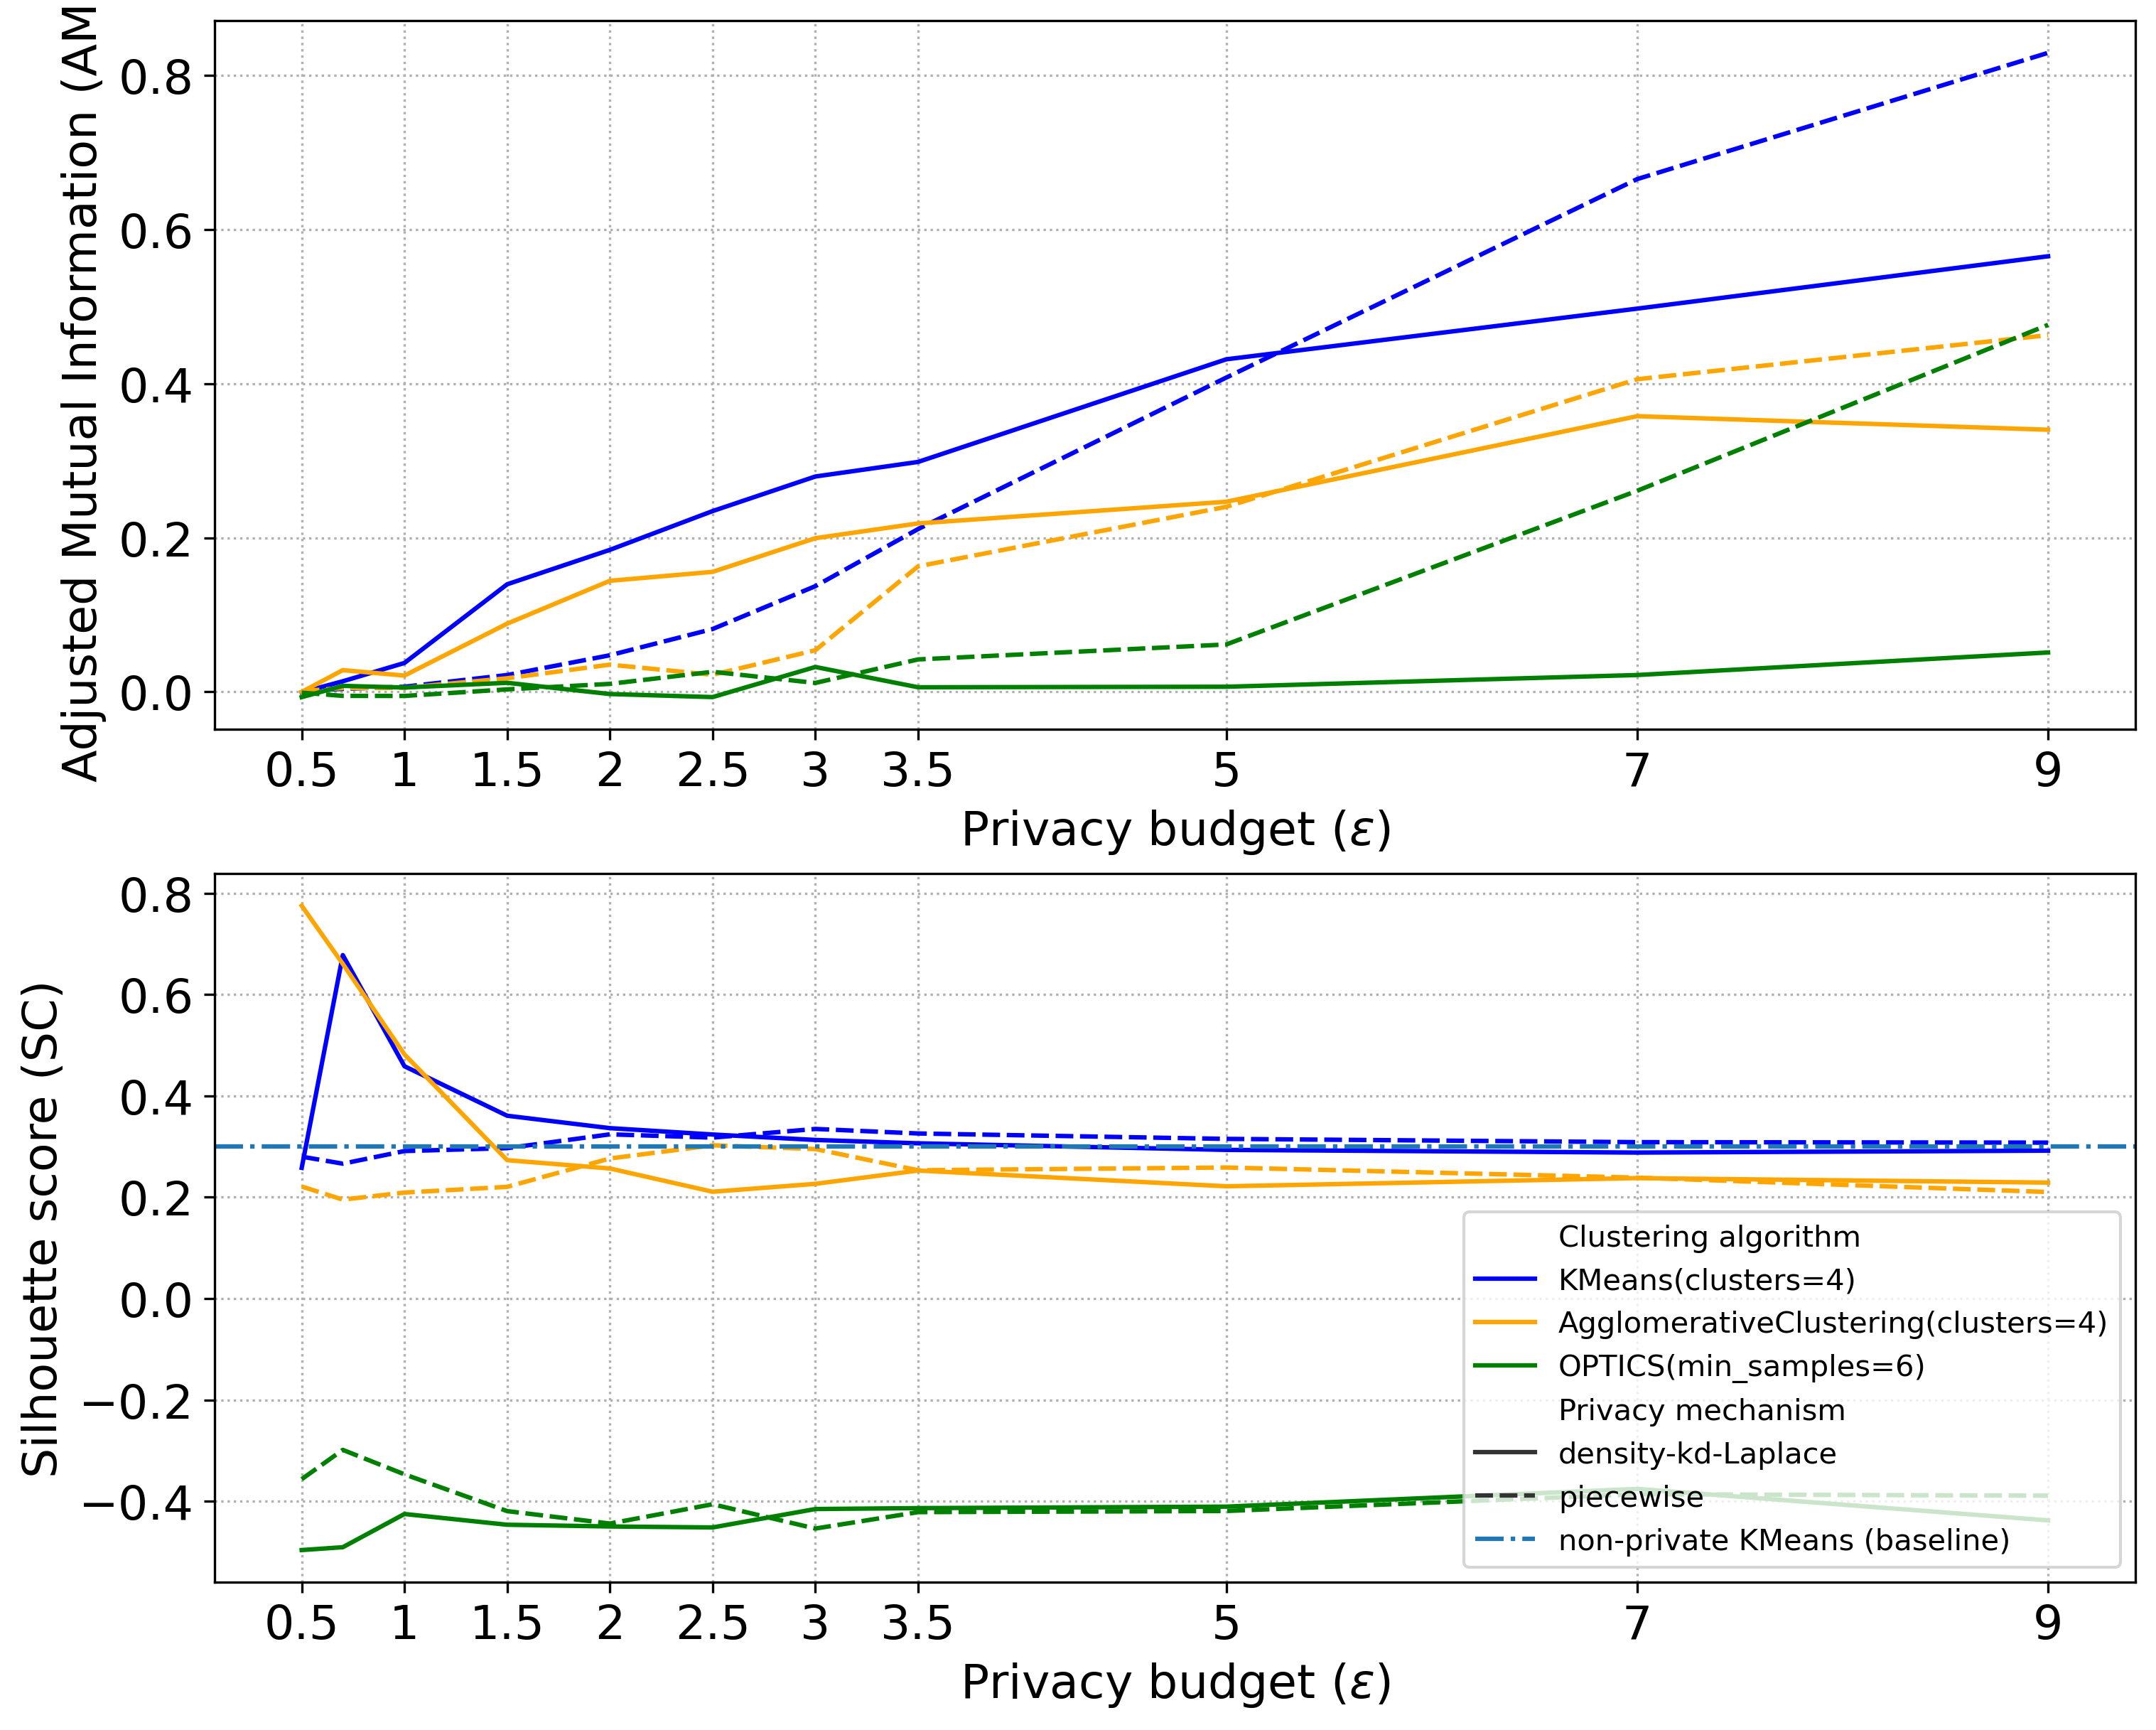 Adjusted Mutual Information (AM
0.8
0.6
0.4
0.2
0.0
0.5 1 1.5 2 2.5 3 3.5 5 7 9
Privacy budget (ε)
Silhouette score (SC)
0.8
0.6
0.4
0.2
0.0
−0.2
−0.4
Clustering algorithm
KMeans(clusters=4)
AgglomerativeClustering(clusters=4)
OPTICS(min_samples=6)
Privacy mechanism
density-kd-Laplace
piecewise
non-private KMeans (baseline)
0.5 1 1.5 2 2.5 3 3.5 5 7 9
Privacy budget (ε)